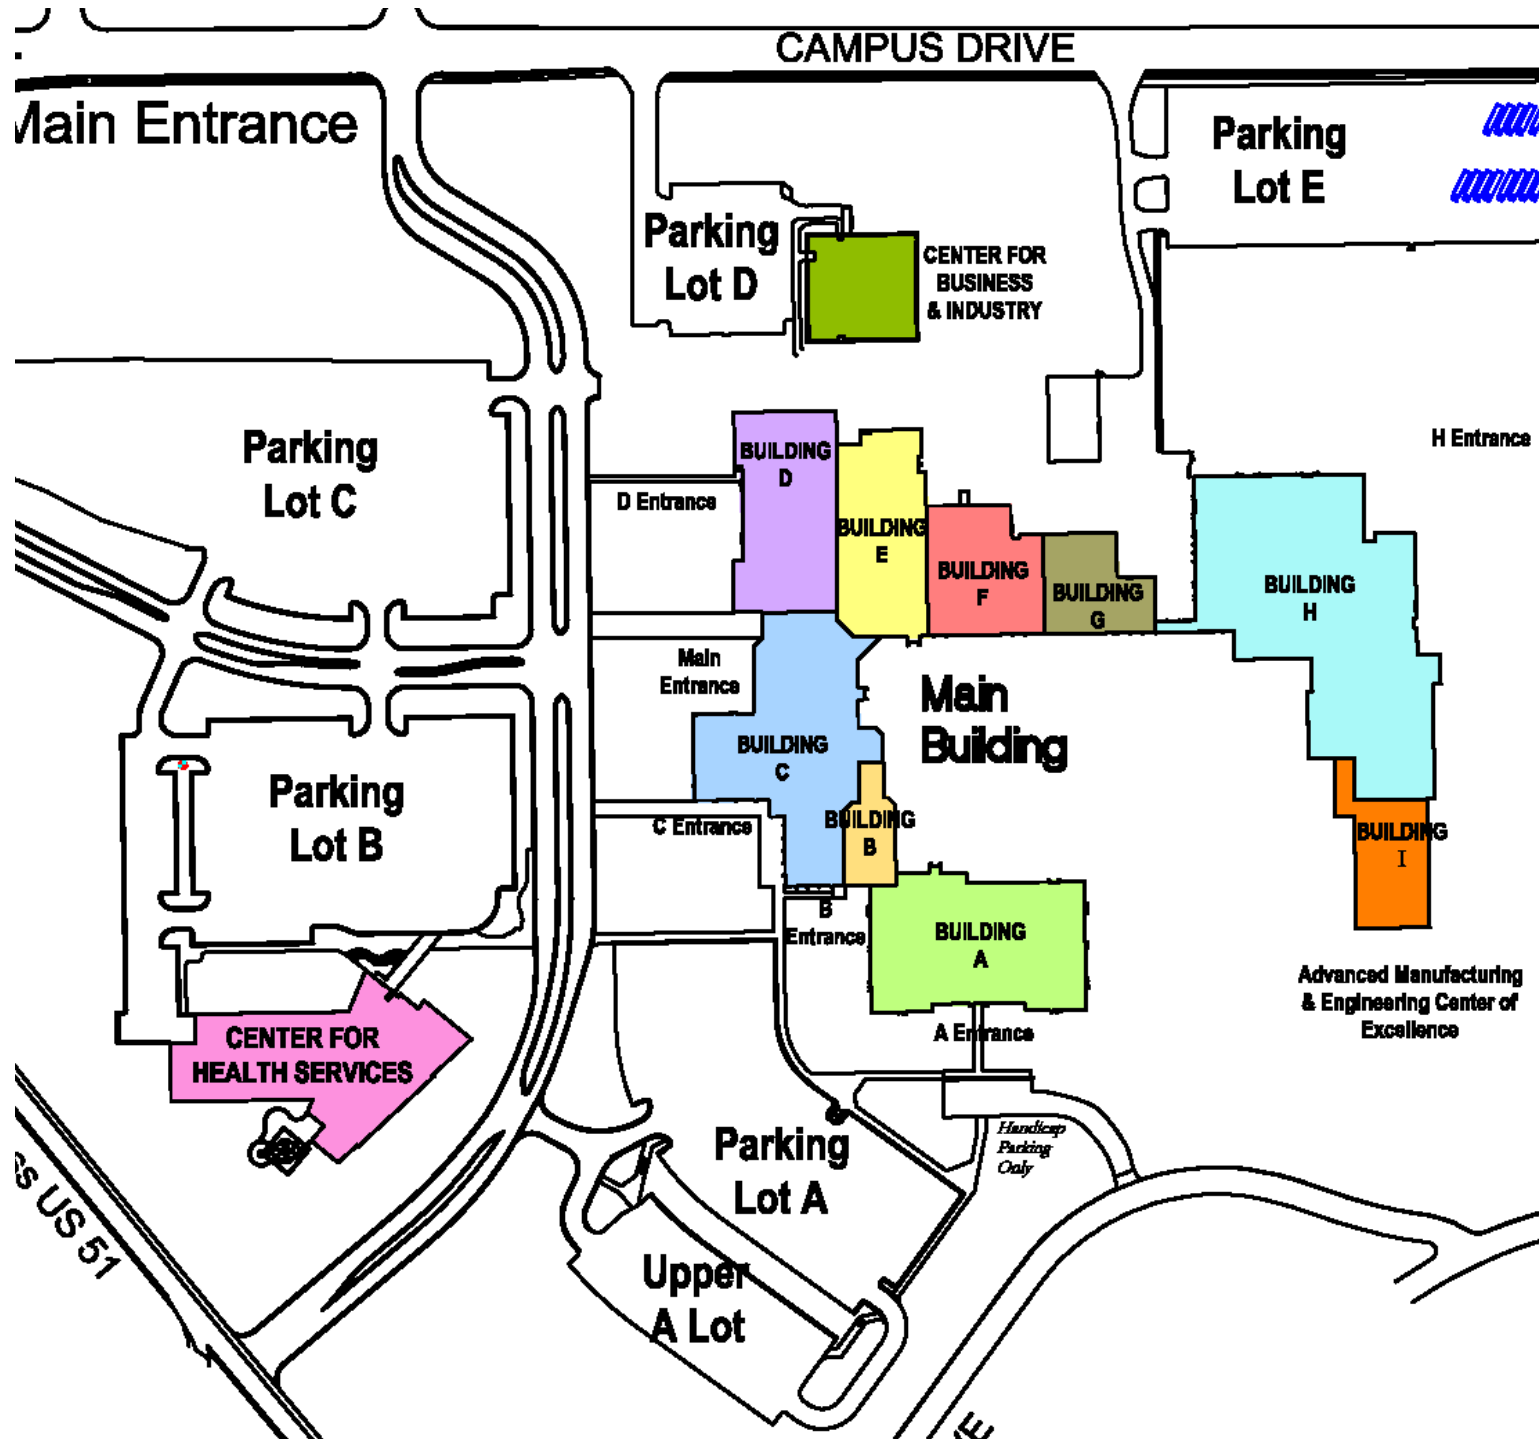 CAMPUS DRIVE
Main Entrance
Parking
Lot E
Parking
Lot D
CENTER FOR
BUSINESS
& INDUSTRY
Parking
Lot C
H Entrance
BUILDING
D
D Entrance
BUILDING
E
BUILDING
F
BUILDING
G
BUILDING
H
Main
Entrance
Main
Building
BUILDING
C
Parking
Lot B
C Entrance
BUILDING
B
BUILDING
I
B
Entrance
BUILDING
A
Advanced Manufacturing
& Engineering Center of
Excellence
A Entrance
CENTER FOR
HEALTH SERVICES
Handicap
Parking
Only
Parking
Lot A
US 51
Upper
A Lot